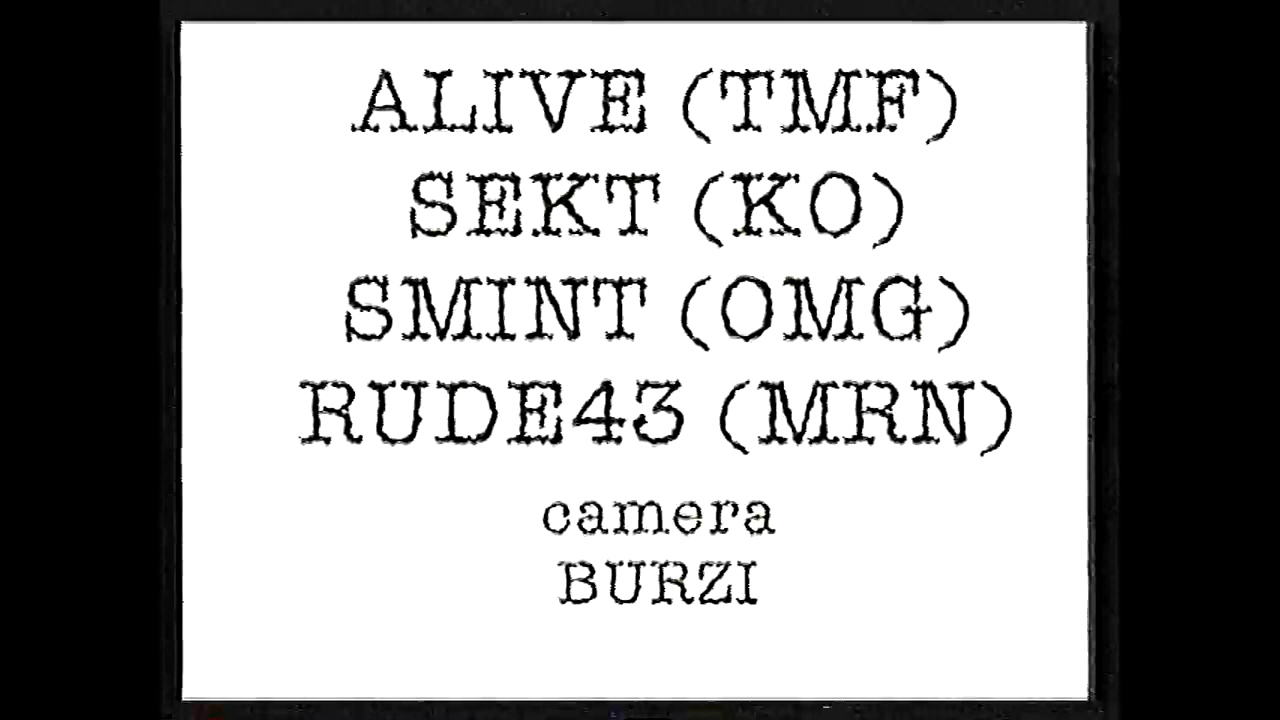 ALIVE (TMF)
SEKT (KO)
SMINT (OMG)
RUDE43 (MRN)
camera
BURZI